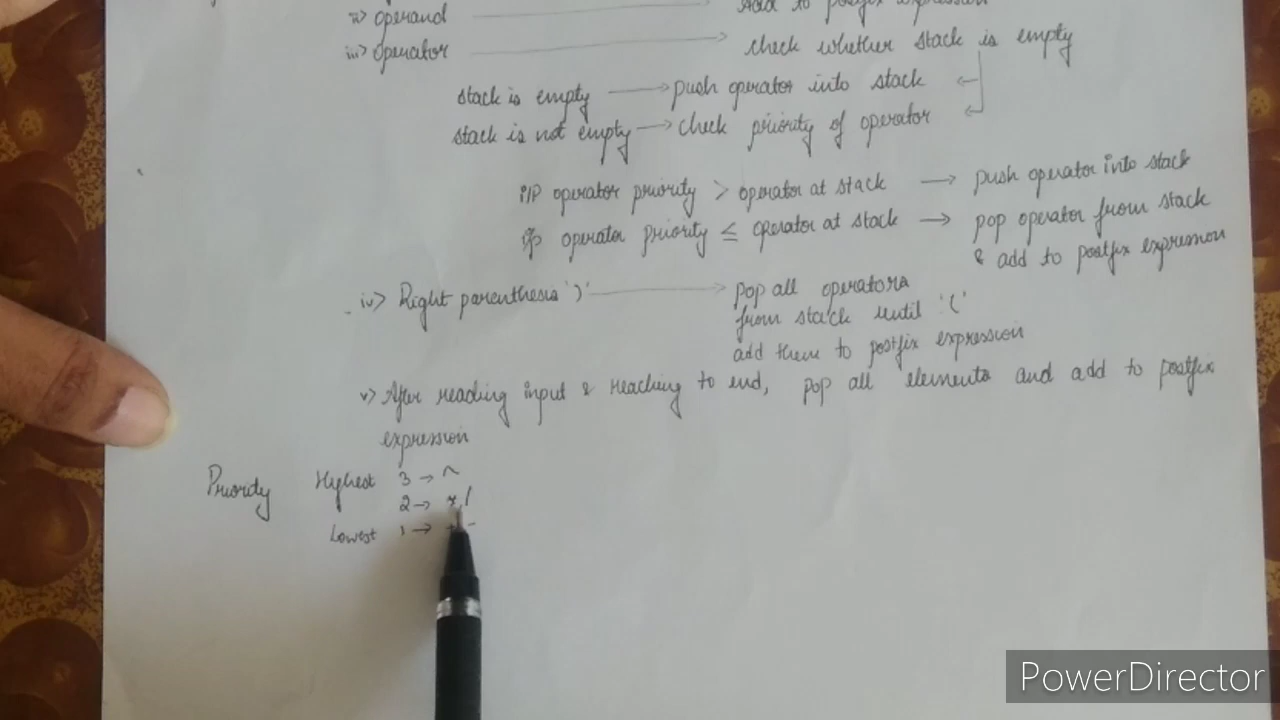 ii> operand → Add to postfix expression
iii> operator → check whether stack is empty
stack is empty → push operator into stack
stack is not empty → check priority of operator
i/p operator priority > operator at stack → push operator into stack
i/p operator priority ≤ operator at stack → pop operator from stack
& add to postfix expression
iv> Right parenthesis ')' → pop all operators
from stack until '('
add them to postfix expression
v> After reading input & reaching to end, pop all elements and add to postfix
expression
Priority Highest 3 → ^
2 → * /
Lowest 1 → + -
PowerDirector